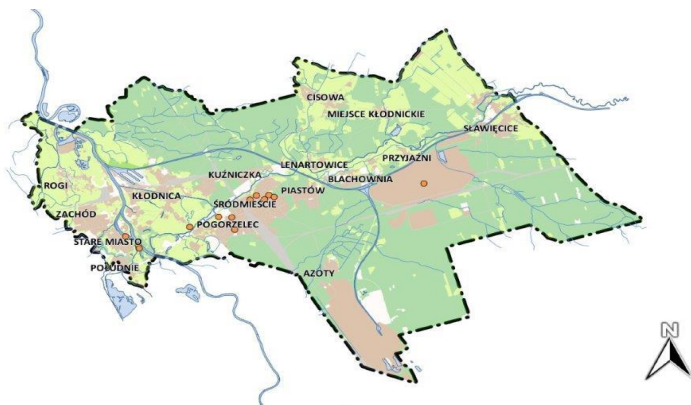 CISOWA
MIEJSCE KŁODNICKIE
SŁAWIĘCICE
LENARTOWICE
PRZYJAŹNI
KUŹNICZKA
BLACHOWNIA
ROGI
KŁODNICA
PIASTÓW
ŚRÓDMIEŚCIE
ZACHÓD
POGORZELEC
STARE MIASTO
POŁUDNIE
AZOTY
N